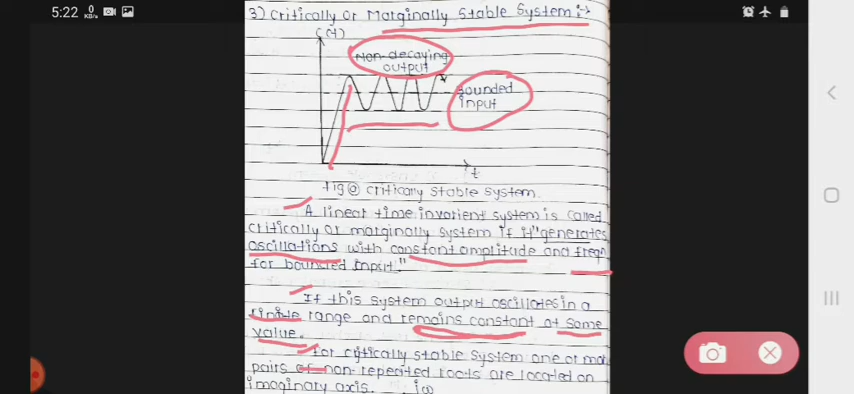 5:22
0
KB/s
3) Critically or Marginally Stable System :→
C(t)
Non-decaying
output
bounded
input
t
fig @ critically stable system.
A linear time invarient system is called
critically or marginally system if it "generates
oscillations with constant amplitude and freqn
for bounded input"
If this system output oscillates in a
finite range and remains constant at some
value.
for critically stable system one or more
pairs of non-repeated roots are located on
imaginary axis. jω